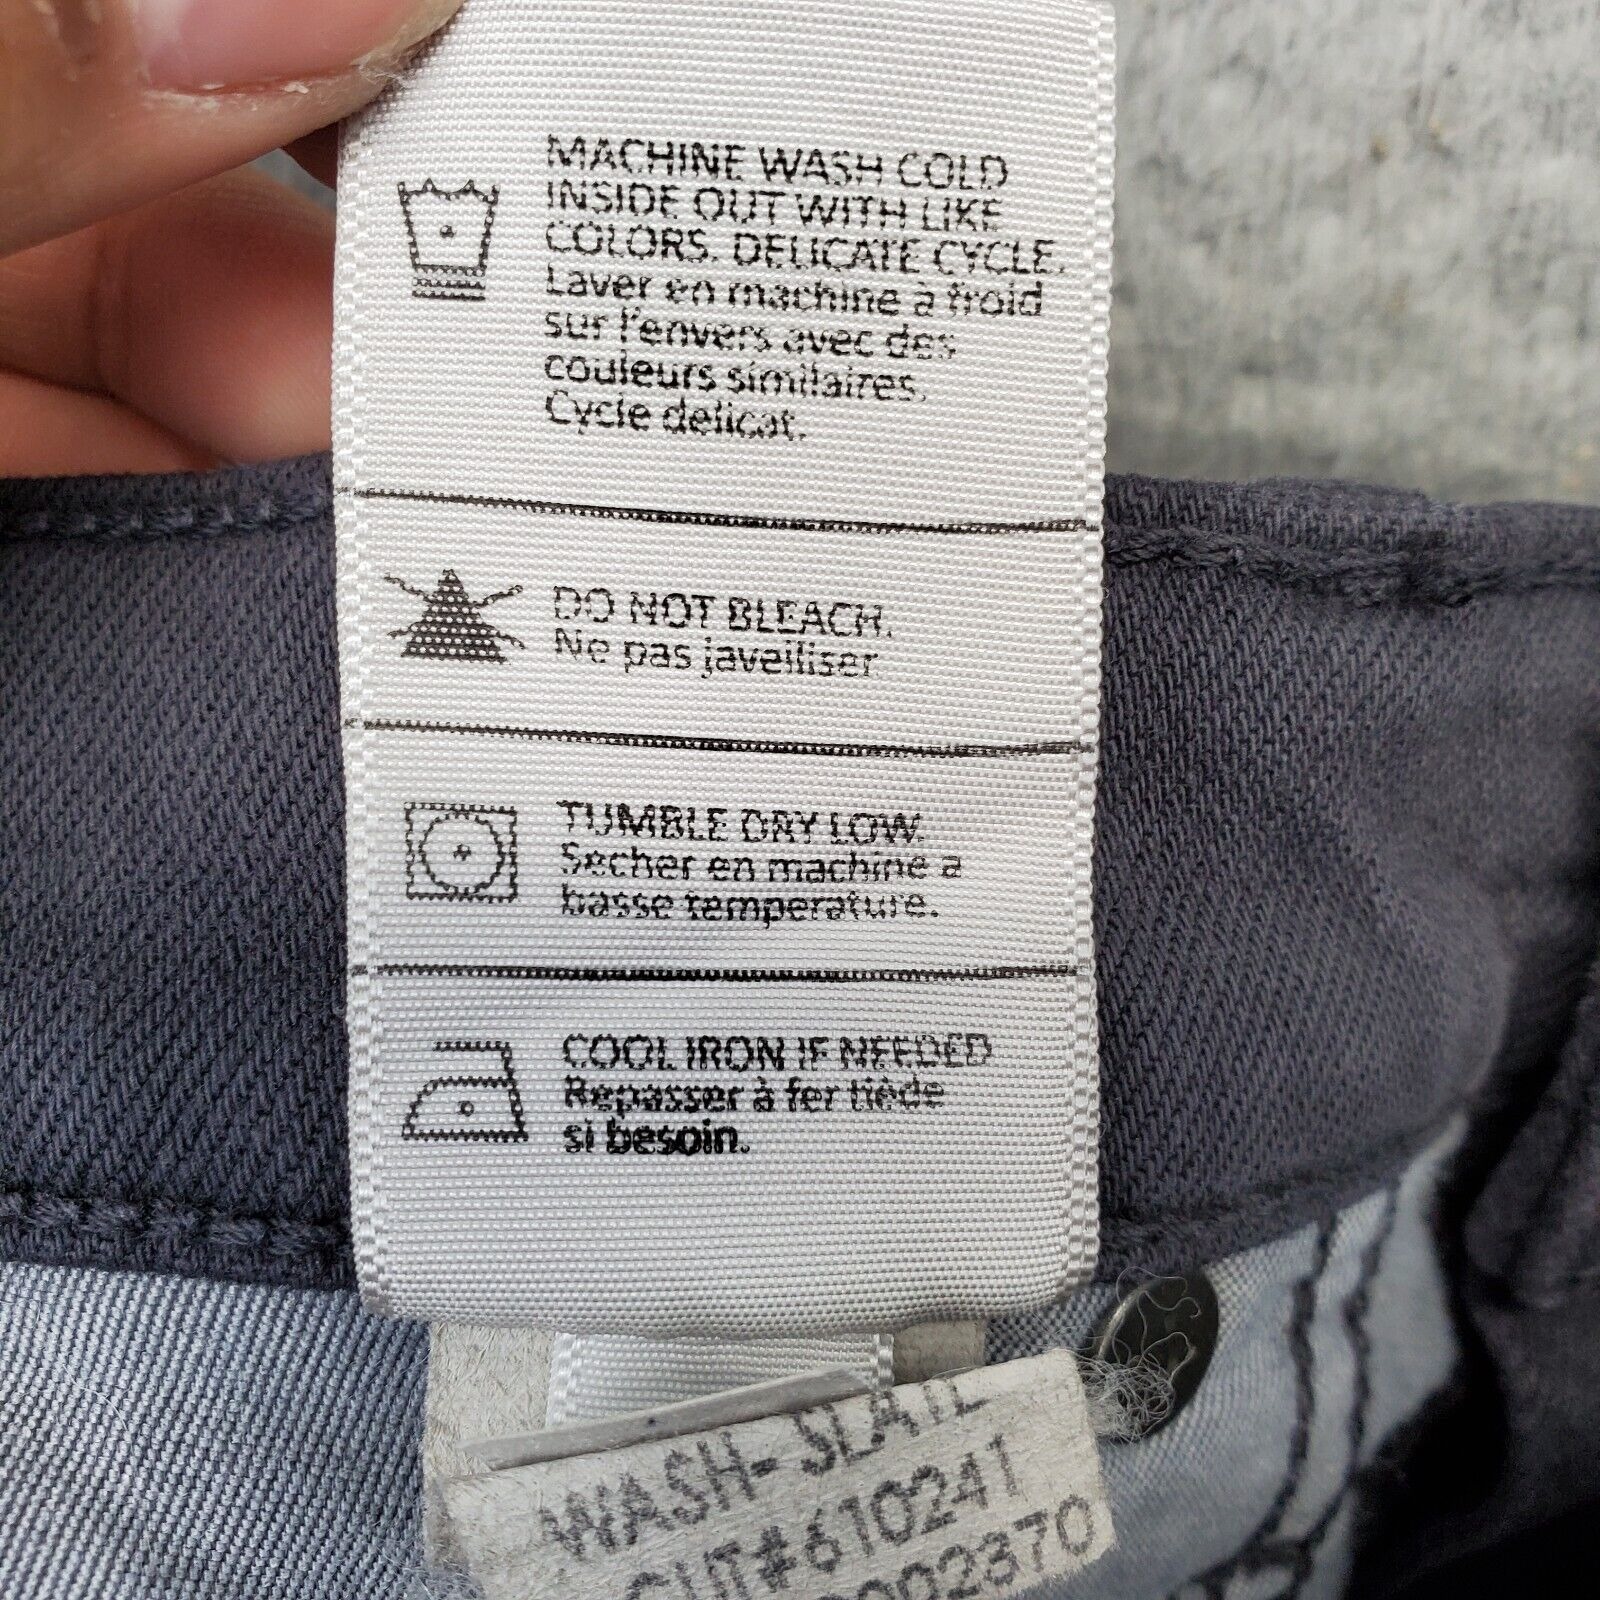 MACHINE WASH COLD
INSIDE OUT WITH LIKE
COLORS. DELICATE CYCLE.
Laver en machine à froid
sur l'envers avec des
couleurs similaires.
Cycle delicat.
DO NOT BLEACH.
Ne pas javelliser
TUMBLE DRY LOW.
Secher en machine a
basse temperature.
COOL IRON IF NEEDED
Repasser à fer tiède
si besoin.
WASH- SLATE
CUT#610241